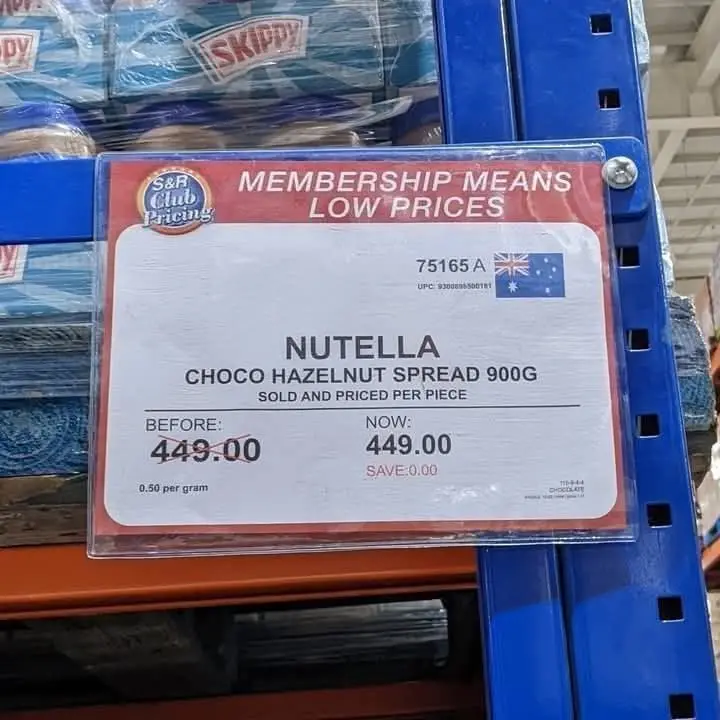 SKIPPY
S&R
Club
Pricing
MEMBERSHIP MEANS
LOW PRICES
75165 A
NUTELLA
CHOCO HAZELNUT SPREAD 900G
SOLD AND PRICED PER PIECE
BEFORE:
449.00
NOW:
449.00
SAVE:0.00
0.50 per gram
CHOCOLATE